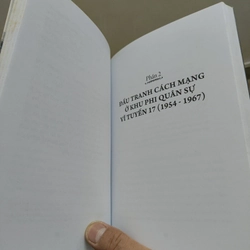 Phần 2
ĐẤU TRANH CÁCH MẠNG
Ở KHU PHI QUÂN SỰ
VĨ TUYẾN 17 (1954 - 1967)